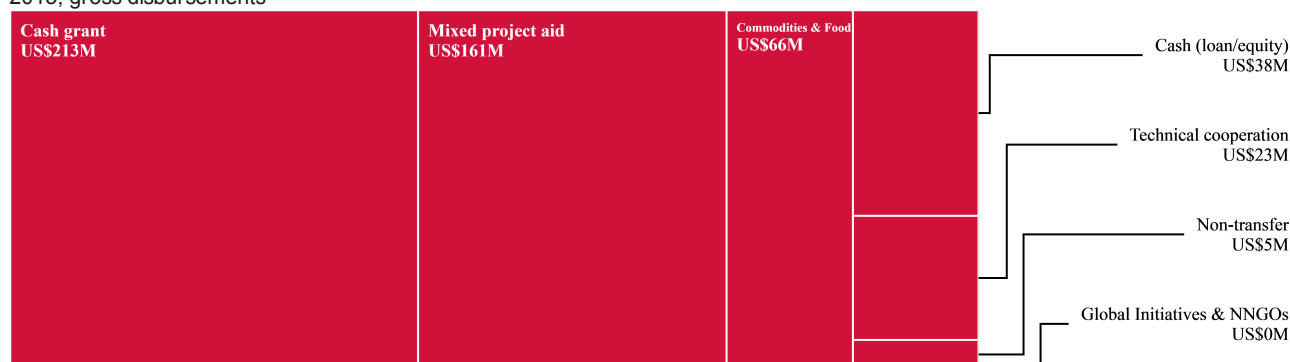 Cash grant
US$213M
Mixed project aid
US$161M
Commodities & Food
US$66M
Cash (loan/equity)
US$38M
Technical cooperation
US$23M
Non-transfer
US$5M
Global Initiatives & NNGOs
US$0M